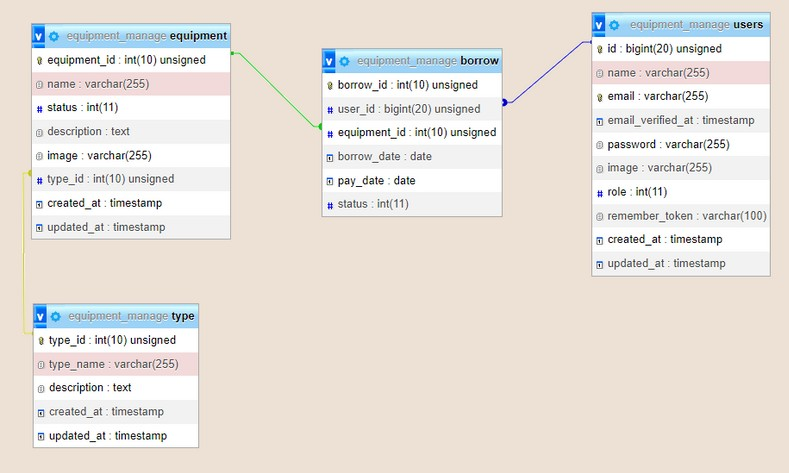 equipment_manage equipment
equipment_id : int(10) unsigned
name : varchar(255)
status : int(11)
description : text
image : varchar(255)
type_id : int(10) unsigned
created_at : timestamp
updated_at : timestamp
equipment_manage borrow
borrow_id : int(10) unsigned
user_id : bigint(20) unsigned
equipment_id : int(10) unsigned
borrow_date : date
pay_date : date
status : int(11)
equipment_manage users
id : bigint(20) unsigned
name : varchar(255)
email : varchar(255)
email_verified_at : timestamp
password : varchar(255)
image : varchar(255)
role : int(11)
remember_token : varchar(100)
created_at : timestamp
updated_at : timestamp
equipment_manage type
type_id : int(10) unsigned
type_name : varchar(255)
description : text
created_at : timestamp
updated_at : timestamp